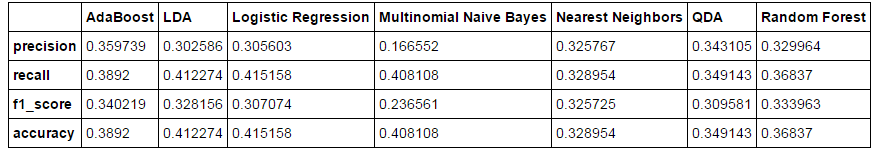 AdaBoost LDA Logistic Regression Multinomial Naive Bayes Nearest Neighbors QDA Random Forest
precision 0.359739 0.302586 0.305603 0.166552 0.325767 0.343105 0.329964
recall 0.3892 0.412274 0.415158 0.408108 0.328954 0.349143 0.36837
f1_score 0.340219 0.328156 0.307074 0.236561 0.325725 0.309581 0.333963
accuracy 0.3892 0.412274 0.415158 0.408108 0.328954 0.349143 0.36837